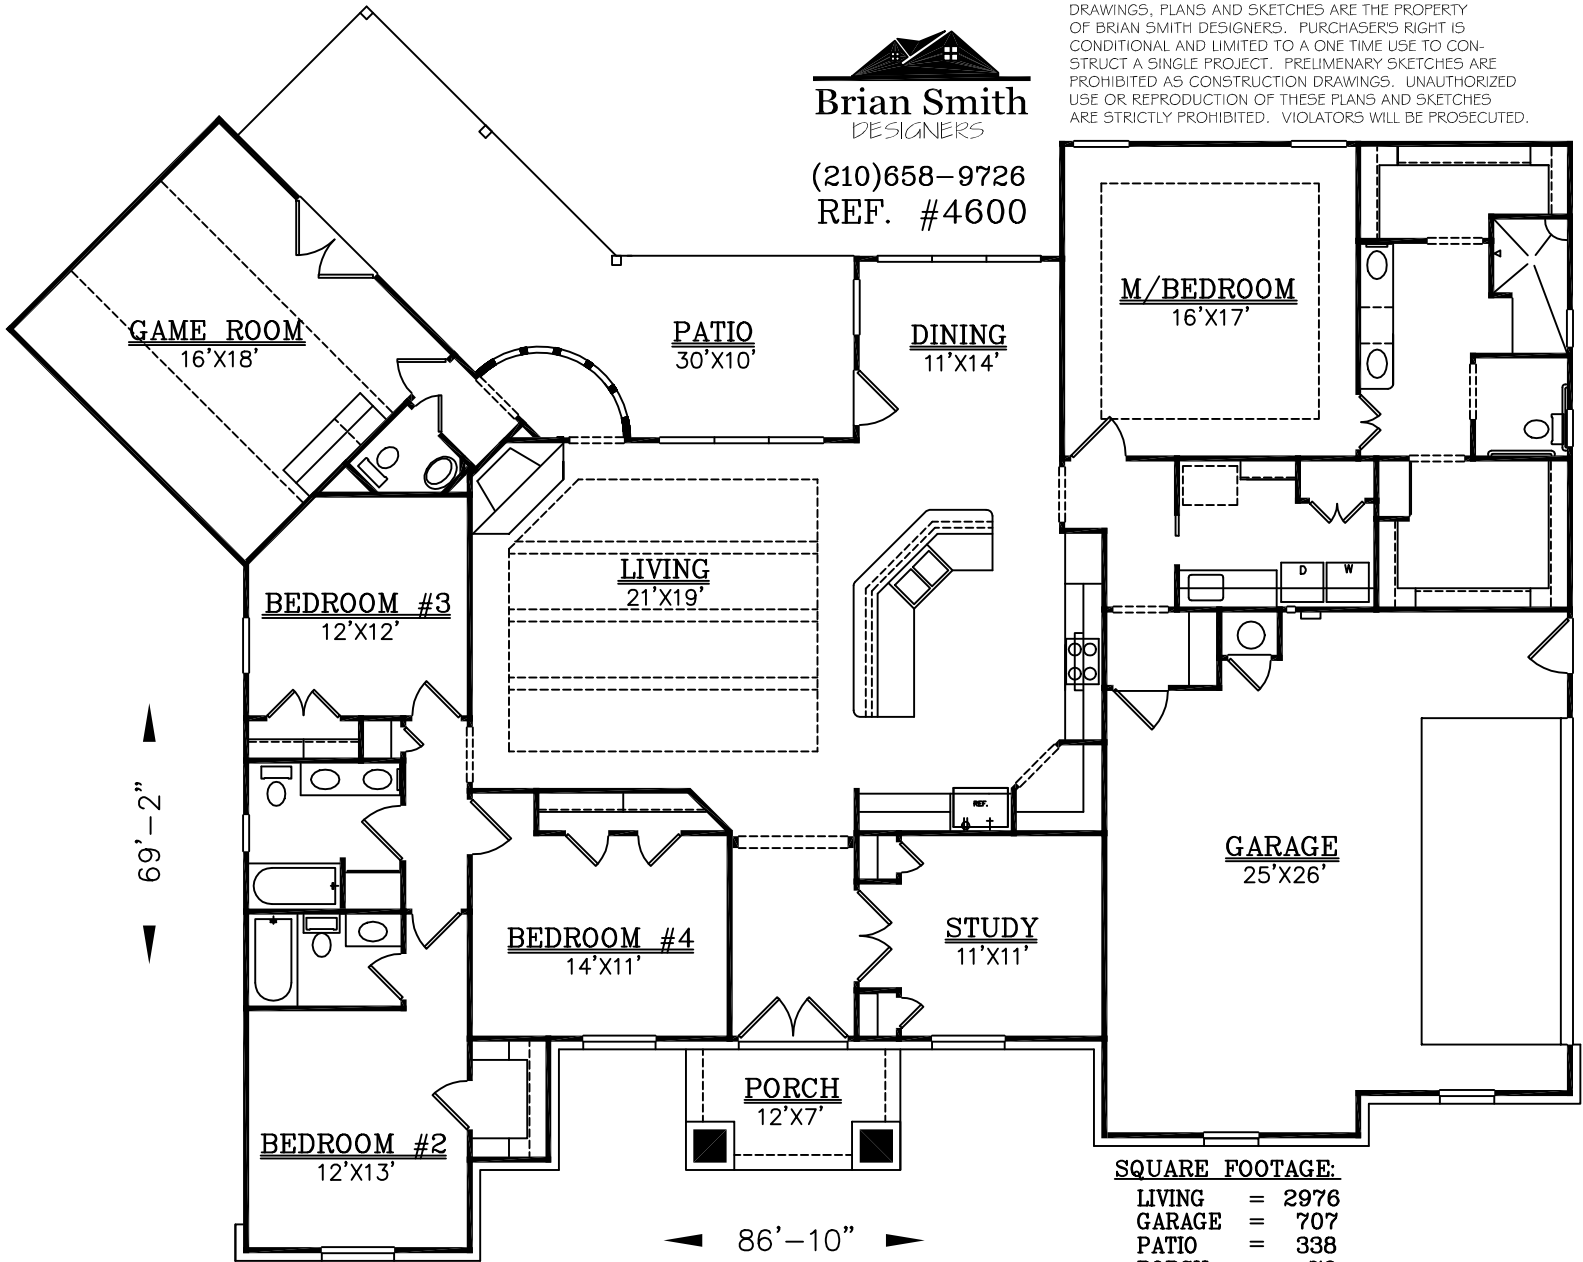 DRAWINGS, PLANS AND SKETCHES ARE THE PROPERTY
OF BRIAN SMITH DESIGNERS. PURCHASER'S RIGHT IS
CONDITIONAL AND LIMITED TO A ONE TIME USE TO CON-
STRUCT A SINGLE PROJECT. PRELIMENARY SKETCHES ARE
PROHIBITED AS CONSTRUCTION DRAWINGS. UNAUTHORIZED
USE OR REPRODUCTION OF THESE PLANS AND SKETCHES
ARE STRICTLY PROHIBITED. VIOLATORS WILL BE PROSECUTED.
Brian Smith
DESIGNERS
(210)658-9726
REF. #4600
M/BEDROOM
16'X17'
GAME ROOM
16'X18'
PATIO
30'X10'
DINING
11'X14'
LIVING
21'X19'
D
W
BEDROOM #3
12'X12'
REF.
69'-2"
GARAGE
25'X26'
BEDROOM #4
14'X11'
STUDY
11'X11'
PORCH
12'X7'
BEDROOM #2
12'X13'
86'-10"
SQUARE FOOTAGE:
LIVING = 2976
GARAGE = 707
PATIO = 338